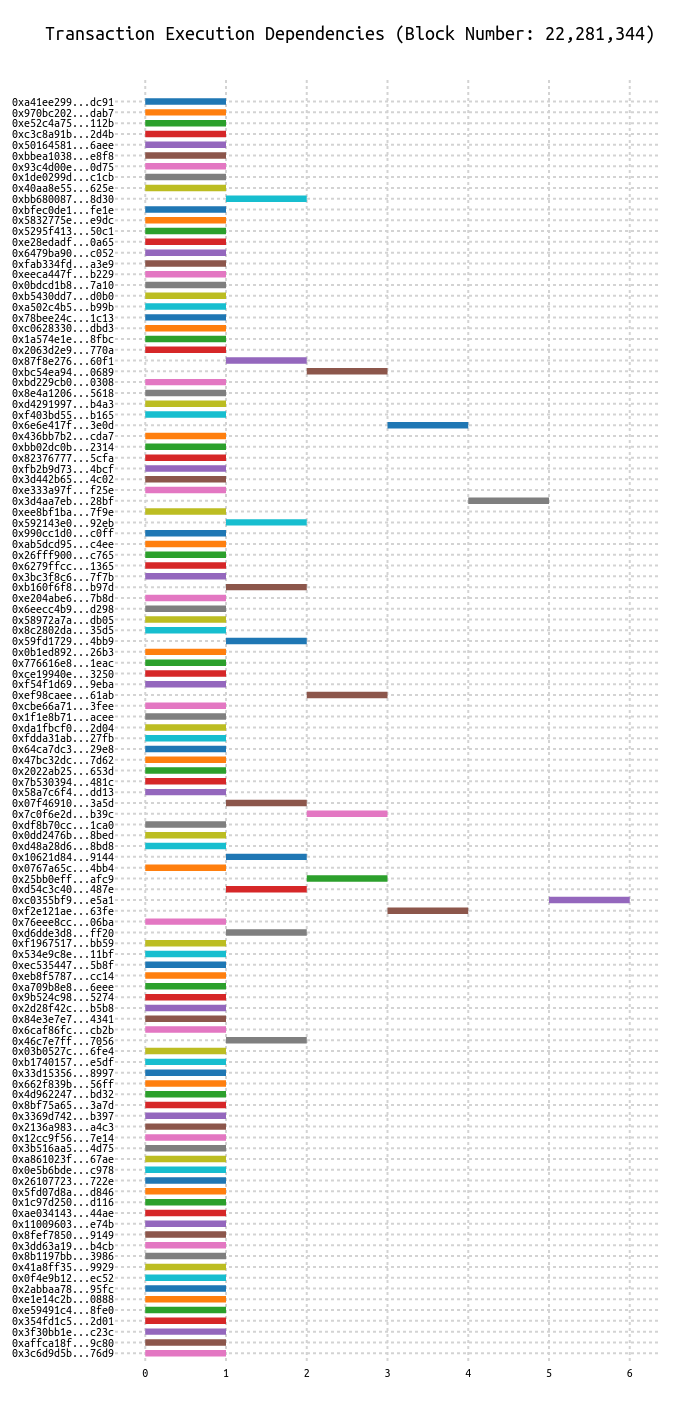 Transaction Execution Dependencies (Block Number: 22,281,344)
0xa41ee299...dc91
0x970bc202...dab7
0xe52c4a75...112b
0xc3c8a91b...2d4b
0x50164581...6aee
0xbbea1038...e8f8
0x93c4d00e...0d75
0x1de0299d...c1cb
0x40aa8e55...625e
0xbb680087...8d30
0xbfec0de1...fe1e
0x5832775e...e9dc
0x5295f413...50c1
0xe28edadf...0a65
0x6479ba90...c052
0xfab334fd...a3e9
0xeeca447f...b229
0x0bdcd1b8...7a10
0xb5430dd7...d0b0
0xa502c4b5...b99b
0x78bee24c...1c13
0xc0628330...dbd3
0x1a574e1e...8fbc
0x2063d2e9...770a
0x87f8e276...60f1
0xbc54ea94...0689
0xbd229cb0...0308
0x8e4a1206...5618
0xd4291997...b4a3
0xf403bd55...b165
0x6e6e417f...3e0d
0x436bb7b2...cda7
0xbb02dc0b...2314
0x82376777...5cfa
0xfb2b9d73...4bcf
0x3d442b65...4c02
0xe333a97f...f25e
0x3d4aa7eb...28bf
0xee8bf1ba...7f9e
0x592143e0...92eb
0x990cc1d0...c0ff
0xab5dcd95...c4ee
0x26fff900...c765
0x6279ffcc...1365
0x3bc3f8c6...7f7b
0xb160f6f8...b97d
0xe204abe6...7b8d
0x6eecc4b9...d298
0x58972a7a...db05
0x8c2802da...35d5
0x59fd1729...4bb9
0x0b1ed892...26b3
0x776616e8...1eac
0xce19940e...3250
0xf54f1d69...9eba
0xef98caee...61ab
0xcbe66a71...3fee
0x1f1e8b71...acee
0xda1fbcf0...2d04
0xfdda31ab...27fb
0x64ca7dc3...29e8
0x47bc32dc...7d62
0x2022ab25...653d
0x7b530394...481c
0x58a7c6f4...dd13
0x07f46910...3a5d
0x7c0f6e2d...b39c
0xdf8b70cc...1ca0
0x0dd2476b...8bed
0xd48a28d6...8bd8
0x10621d84...9144
0x0767a65c...4bb4
0x25bb0eff...afc9
0xd54c3c40...487e
0xc0355bf9...e5a1
0xf2e121ae...63fe
0x76eee8cc...06ba
0xd6dde3d8...ff20
0xf1967517...bb59
0x534e9c8e...11bf
0xec535447...5b8f
0xeb8f5787...cc14
0xa709b8e8...6eee
0x9b524c98...5274
0x2d28f42c...b5b8
0x84e3e7e7...4341
0x6caf86fc...cb2b
0x46c7e7ff...7056
0x03b0527c...6fe4
0xb1740157...e5df
0x33d15356...8997
0x662f839b...56ff
0x4d962247...bd32
0x8bf75a65...3a7d
0x3369d742...b397
0x2136a983...a4c3
0x12cc9f56...7e14
0x3b516aa5...4d75
0xa861023f...67ae
0x0e5b6bde...c978
0x26107723...722e
0x5fd07d8a...d846
0x1c97d250...d116
0xae034143...44ae
0x11009603...e74b
0x8fef7850...9149
0x3dd63a19...b4cb
0x8b1197bb...3986
0x41a8ff35...9929
0x0f4e9b12...ec52
0x2abbaa78...95fc
0xe1e14c2b...0888
0xe59491c4...8fe0
0x354fd1c5...2d01
0x3f30bb1e...c23c
0xaffca18f...9c80
0x3c6d9d5b...76d9
0 1 2 3 4 5 6